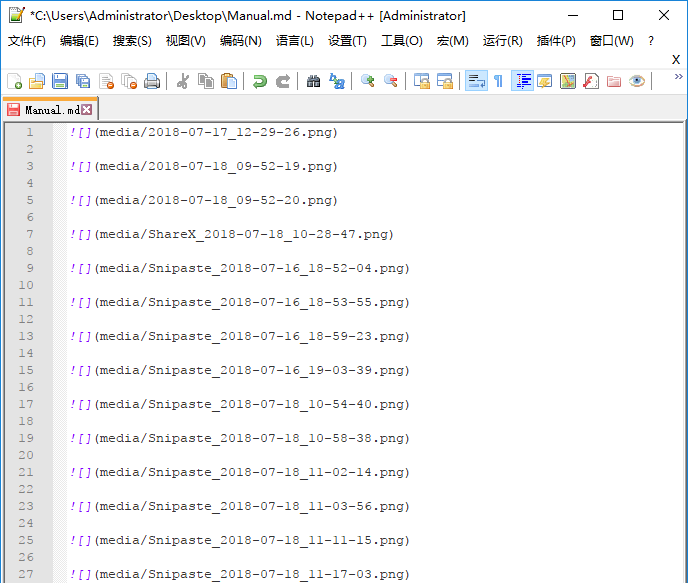 *C:\Users\Administrator\Desktop\Manual.md - Notepad++ [Administrator]
文件(F) 编辑(E) 搜索(S) 视图(V) 编码(N) 语言(L) 设置(T) 工具(O) 宏(M) 运行(R) 插件(P) 窗口(W) ?
X
Manual.md
1 ![](media/2018-07-17_12-29-26.png)
2
3 ![](media/2018-07-18_09-52-19.png)
4
5 ![](media/2018-07-18_09-52-20.png)
6
7 ![](media/ShareX_2018-07-18_10-28-47.png)
8
9 ![](media/Snipaste_2018-07-16_18-52-04.png)
10
11 ![](media/Snipaste_2018-07-16_18-53-55.png)
12
13 ![](media/Snipaste_2018-07-16_18-59-23.png)
14
15 ![](media/Snipaste_2018-07-16_19-03-39.png)
16
17 ![](media/Snipaste_2018-07-18_10-54-40.png)
18
19 ![](media/Snipaste_2018-07-18_10-58-38.png)
20
21 ![](media/Snipaste_2018-07-18_11-02-14.png)
22
23 ![](media/Snipaste_2018-07-18_11-03-56.png)
24
25 ![](media/Snipaste_2018-07-18_11-11-15.png)
26
27 ![](media/Snipaste_2018-07-18_11-17-03.png)